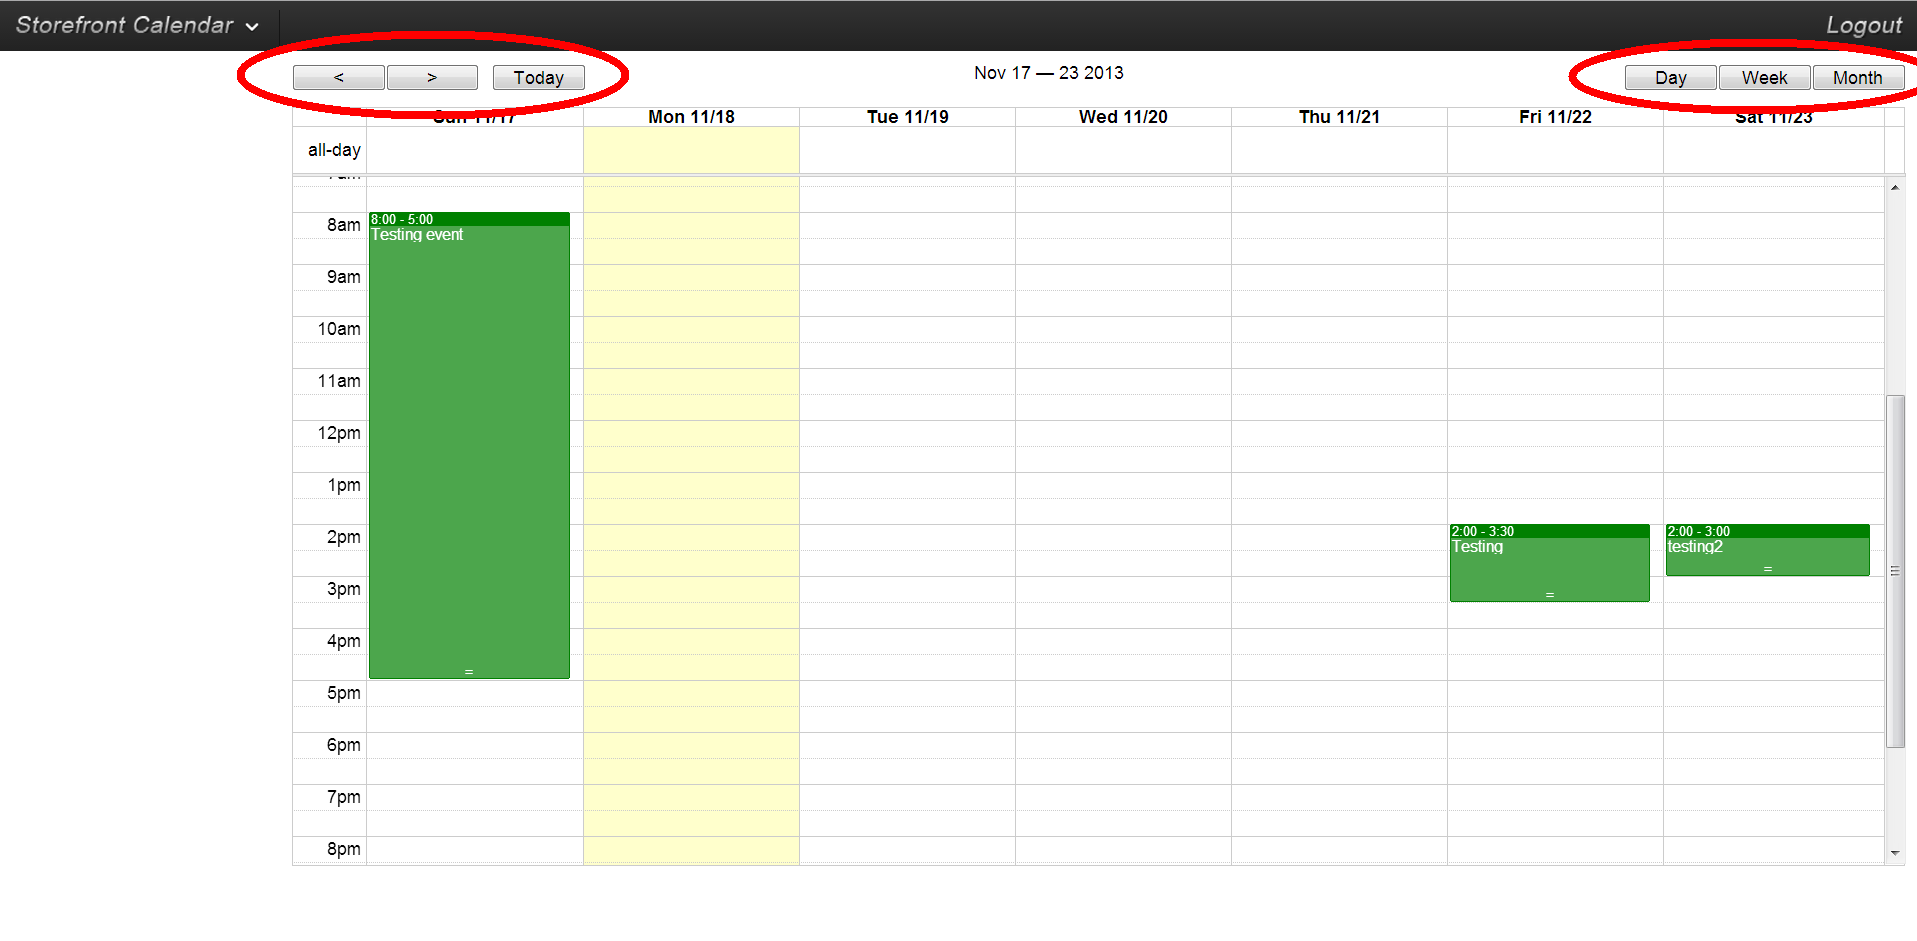 Storefront Calendar
Logout
< > Today
Nov 17 — 23 2013
Day Week Month
Sun 11/17 Mon 11/18 Tue 11/19 Wed 11/20 Thu 11/21 Fri 11/22 Sat 11/23
all-day
8am
8:00 - 5:00
Testing event
9am
10am
11am
12pm
1pm
2pm
2:00 - 3:30
Testing
2:00 - 3:00
testing2
3pm
4pm
5pm
6pm
7pm
8pm